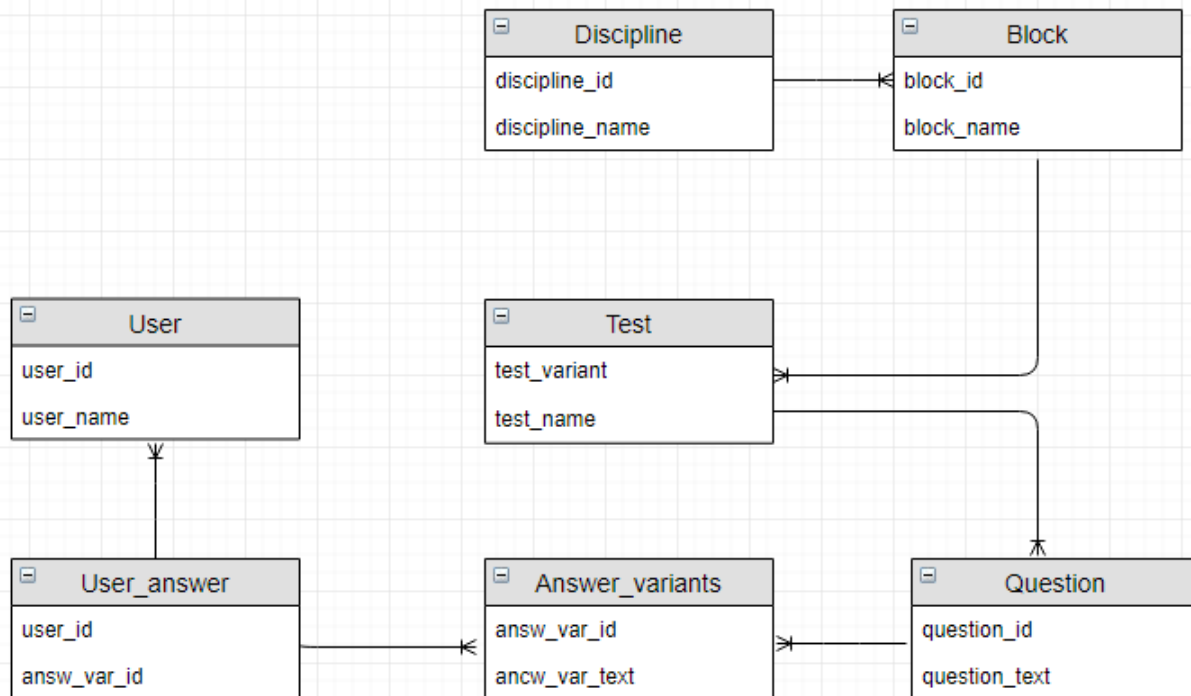 Discipline
discipline_id
discipline_name
Block
block_id
block_name
User
user_id
user_name
Test
test_variant
test_name
User_answer
user_id
answ_var_id
Answer_variants
answ_var_id
ancw_var_text
Question
question_id
question_text